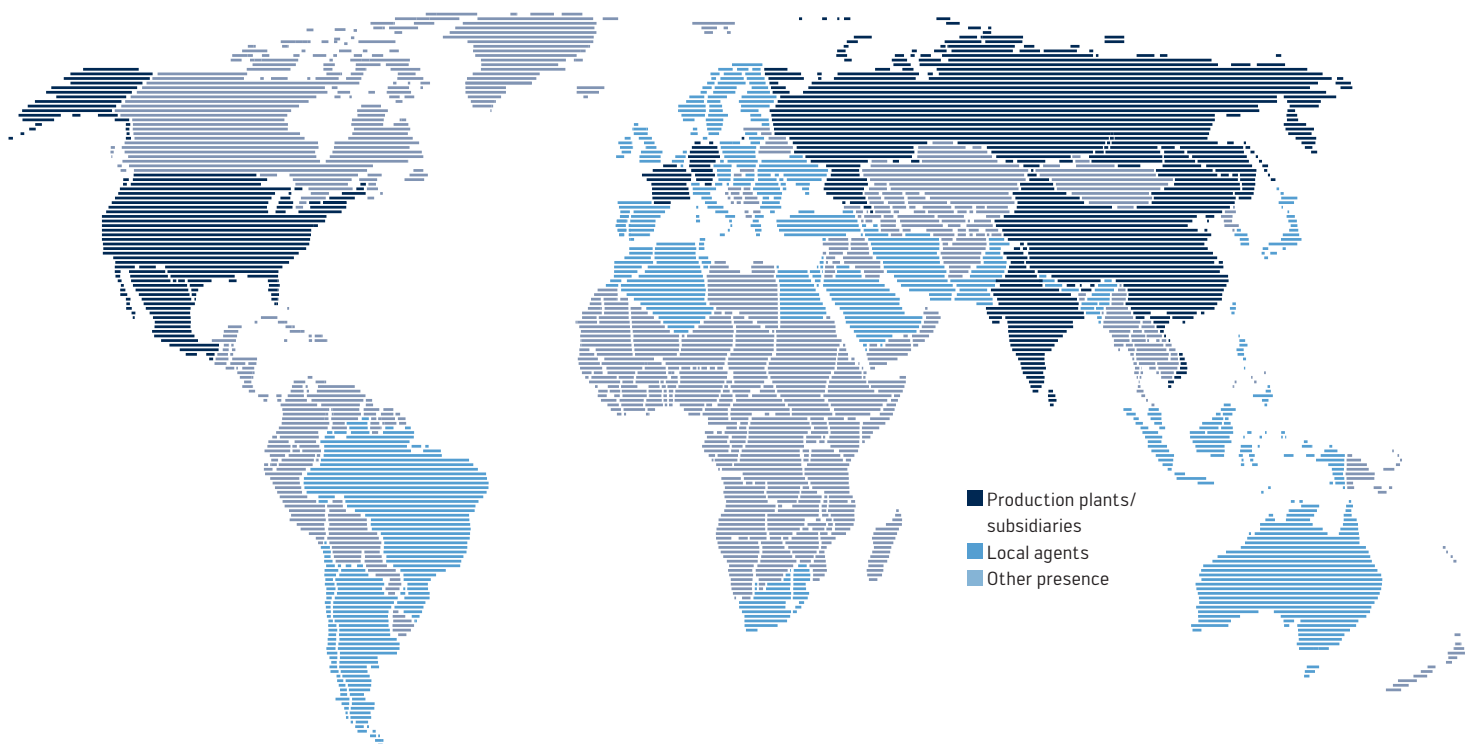 Production plants/
subsidiaries
Local agents
Other presence